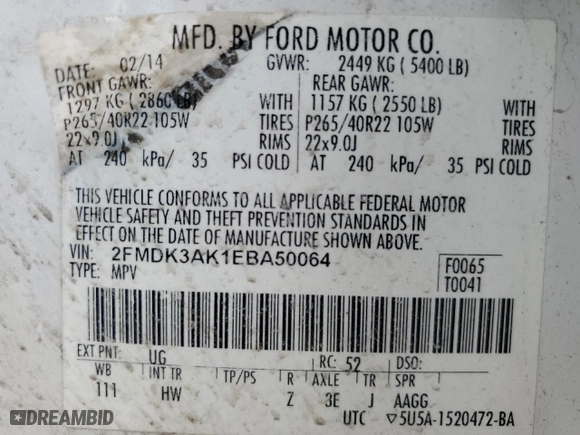 MFD. BY FORD MOTOR CO.
DATE: 02/14 GVWR: 2449 KG ( 5400 LB)
FRONT GAWR: REAR GAWR:
1297 KG ( 2860 LB) WITH 1157 KG ( 2550 LB) WITH
P265/40R22 105W TIRES P265/40R22 105W TIRES
22x9.0J RIMS 22x9.0J RIMS
AT 240 kPa/ 35 PSI COLD AT 240 kPa/ 35 PSI COLD
THIS VEHICLE CONFORMS TO ALL APPLICABLE FEDERAL MOTOR
VEHICLE SAFETY AND THEFT PREVENTION STANDARDS IN
EFFECT ON THE DATE OF MANUFACTURE SHOWN ABOVE.
VIN: 2FMDK3AK1EBA50064 F0065
TYPE: MPV T0041
EXT PNT: UG RC: 52 DSO:
WB INT TR TP/PS R AXLE TR SPR
111 HW Z 3E J AAGG
UTC ▽5U5A-1520472-BA
AUTOBIDMASTER